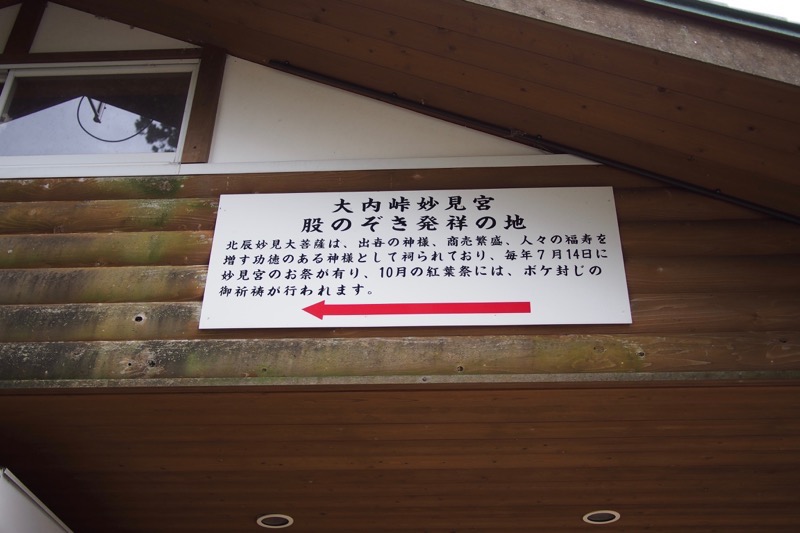 大内峠妙見宮
股のぞき発祥の地
北辰妙見大菩薩は、出舂の神様、商売繁盛、人々の福寿を
増す功徳のある神様として祠られており、毎年７月14日に
妙見宮のお祭が有り、10月の紅葉祭には、ボケ封じの
御祈祷が行われます。